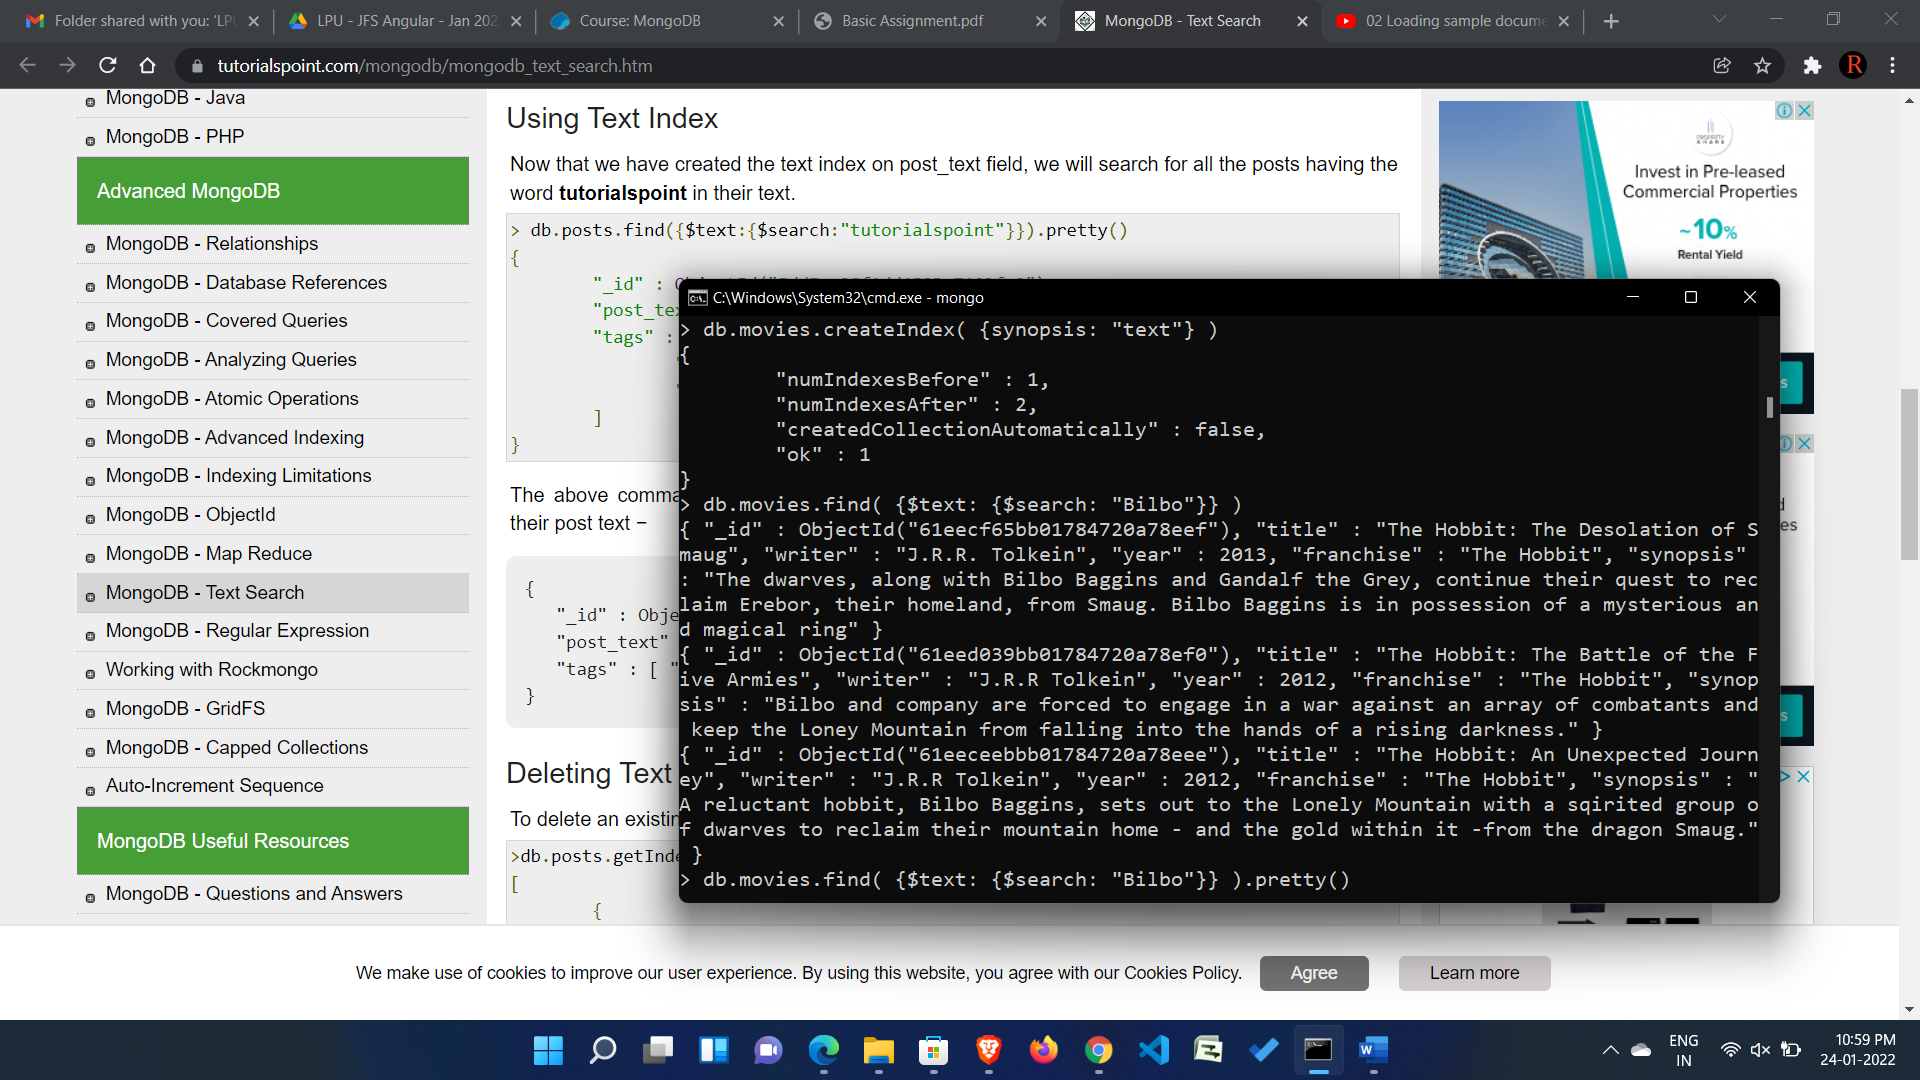 Folder shared with you: 'LPU
LPU - JFS Angular - Jan 202
Course: MongoDB
Basic Assignment.pdf
MongoDB - Text Search
02 Loading sample docume
tutorialspoint.com/mongodb/mongodb_text_search.htm
R
MongoDB - Java
MongoDB - PHP
Advanced MongoDB
MongoDB - Relationships
MongoDB - Database References
MongoDB - Covered Queries
MongoDB - Analyzing Queries
MongoDB - Atomic Operations
MongoDB - Advanced Indexing
MongoDB - Indexing Limitations
MongoDB - ObjectId
MongoDB - Map Reduce
MongoDB - Text Search
MongoDB - Regular Expression
Working with Rockmongo
MongoDB - GridFS
MongoDB - Capped Collections
Auto-Increment Sequence
MongoDB Useful Resources
MongoDB - Questions and Answers
Using Text Index
Now that we have created the text index on post_text field, we will search for all the posts having the
word tutorialspoint in their text.
> db.posts.find({$text:{$search:"tutorialspoint"}}).pretty()
{
"_id" :
"post_tex
"tags" :
]
}
The above comma
their post text −
{
"_id" : Obje
"post_text"
"tags" : [ "
}
Deleting Text
To delete an existin
>db.posts.getInde
[
{
C:\Windows\System32\cmd.exe - mongo
> db.movies.createIndex( {synopsis: "text"} )
{
"numIndexesBefore" : 1,
"numIndexesAfter" : 2,
"createdCollectionAutomatically" : false,
"ok" : 1
}
> db.movies.find( {$text: {$search: "Bilbo"}} )
{ "_id" : ObjectId("61eecf65bb01784720a78eef"), "title" : "The Hobbit: The Desolation of S
maug", "writer" : "J.R.R. Tolkein", "year" : 2013, "franchise" : "The Hobbit", "synopsis"
: "The dwarves, along with Bilbo Baggins and Gandalf the Grey, continue their quest to rec
laim Erebor, their homeland, from Smaug. Bilbo Baggins is in possession of a mysterious an
d magical ring" }
{ "_id" : ObjectId("61eed039bb01784720a78ef0"), "title" : "The Hobbit: The Battle of the F
ive Armies", "writer" : "J.R.R Tolkein", "year" : 2012, "franchise" : "The Hobbit", "synop
sis" : "Bilbo and company are forced to engage in a war against an array of combatants and
keep the Loney Mountain from falling into the hands of a rising darkness." }
{ "_id" : ObjectId("61eeceebbb01784720a78eee"), "title" : "The Hobbit: An Unexpected Journ
ey", "writer" : "J.R.R Tolkein", "year" : 2012, "franchise" : "The Hobbit", "synopsis" : "
A reluctant hobbit, Bilbo Baggins, sets out to the Lonely Mountain with a sqirited group o
f dwarves to reclaim their mountain home - and the gold within it -from the dragon Smaug."
}
> db.movies.find( {$text: {$search: "Bilbo"}} ).pretty()
PROPERTY
SHARE
Invest in Pre-leased
Commercial Properties
~10%
Rental Yield
We make use of cookies to improve our user experience. By using this website, you agree with our Cookies Policy.
Agree
Learn more
ENG
IN
10:59 PM
24-01-2022